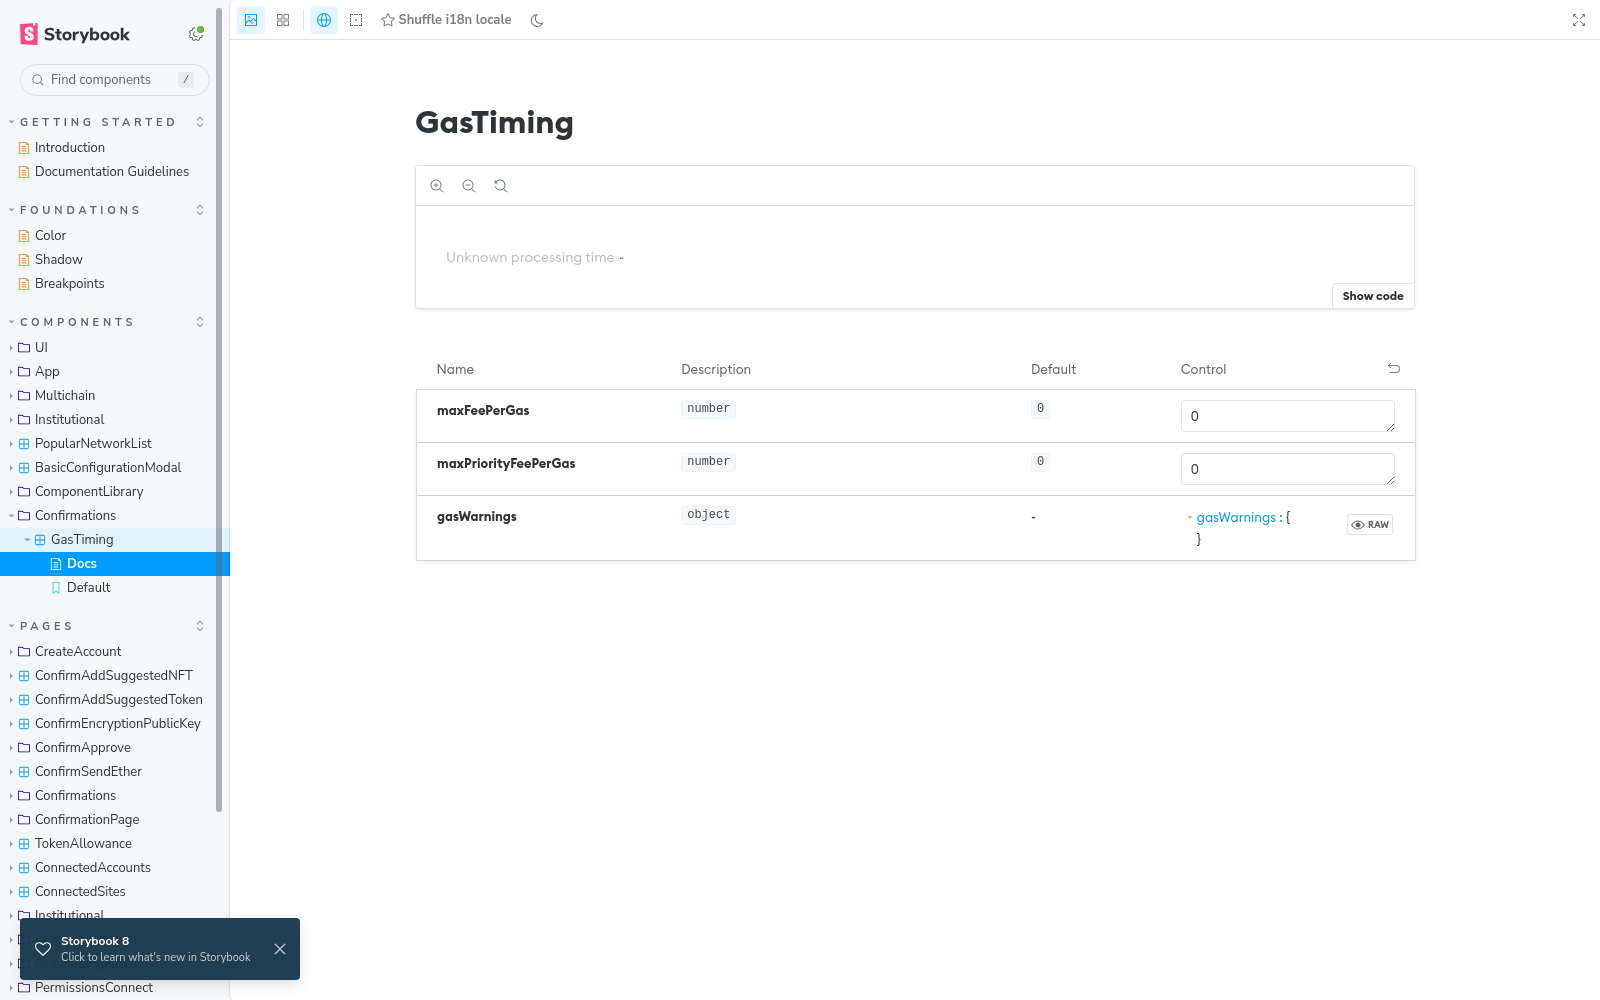 Storybook
Find components /
GETTING STARTED
Introduction
Documentation Guidelines
FOUNDATIONS
Color
Shadow
Breakpoints
COMPONENTS
UI
App
Multichain
Institutional
PopularNetworkList
BasicConfigurationModal
ComponentLibrary
Confirmations
GasTiming
Docs
Default
PAGES
CreateAccount
ConfirmAddSuggestedNFT
ConfirmAddSuggestedToken
ConfirmEncryptionPublicKey
ConfirmApprove
ConfirmSendEther
Confirmations
ConfirmationPage
TokenAllowance
ConnectedAccounts
ConnectedSites
Institutional
PermissionsConnect
Storybook 8
Click to learn what's new in Storybook
Shuffle i18n locale
GasTiming
Unknown processing time -
Show code
Name Description Default Control
maxFeePerGas number 0 0
maxPriorityFeePerGas number 0 0
gasWarnings object - gasWarnings : { RAW
}